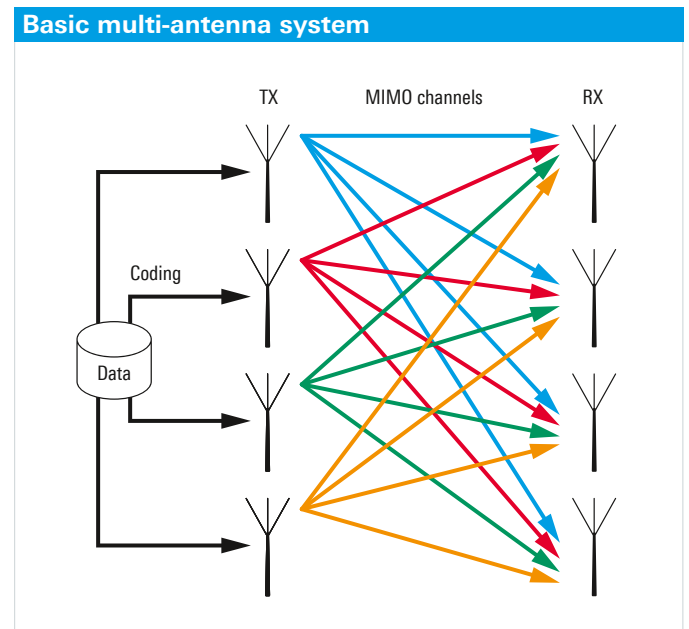 Basic multi-antenna system
TX MIMO channels RX
Coding
Data